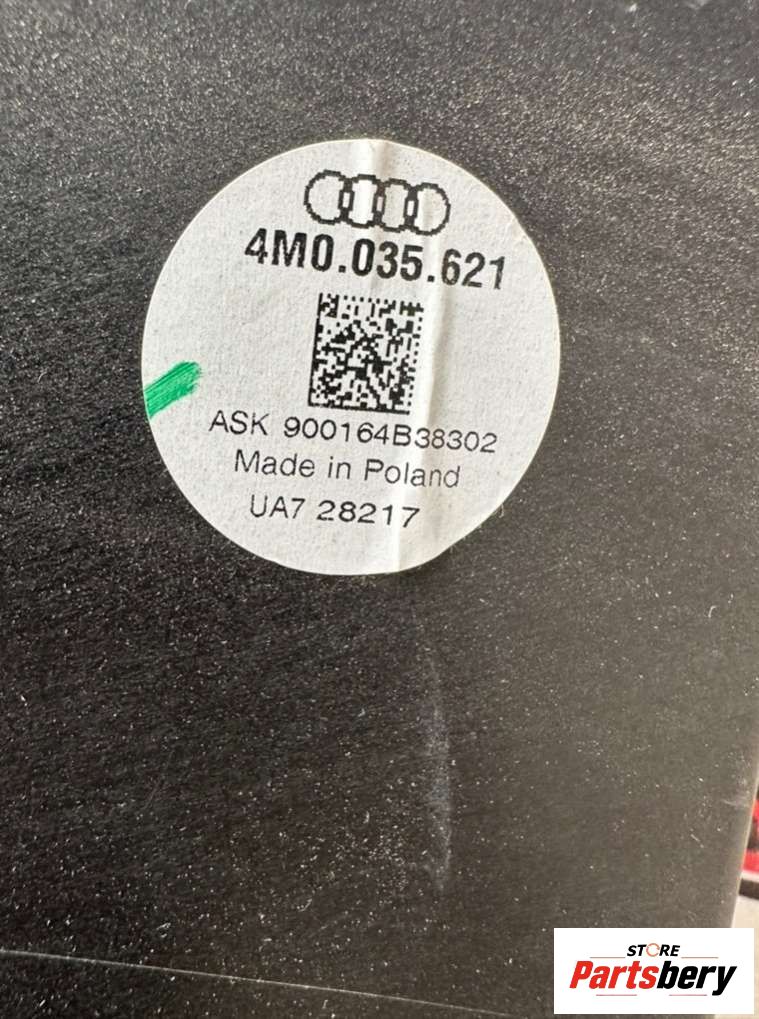 4M0.035.621
ASK 900164B38302
Made in Poland
UA7 28217
STORE
Partsbery